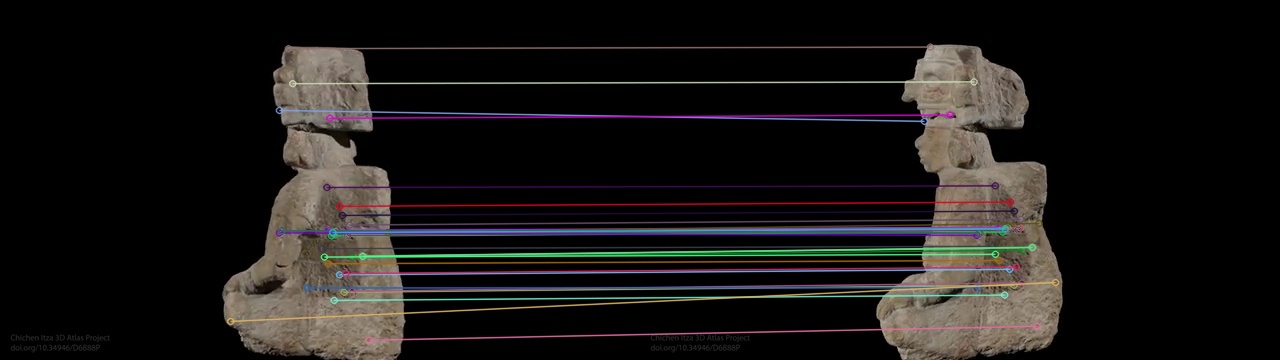 Chichen Itza 3D Atlas Project
doi.org/10.34946/D6B88P
Chichen Itza 3D Atlas Project
doi.org/10.34946/D6B88P